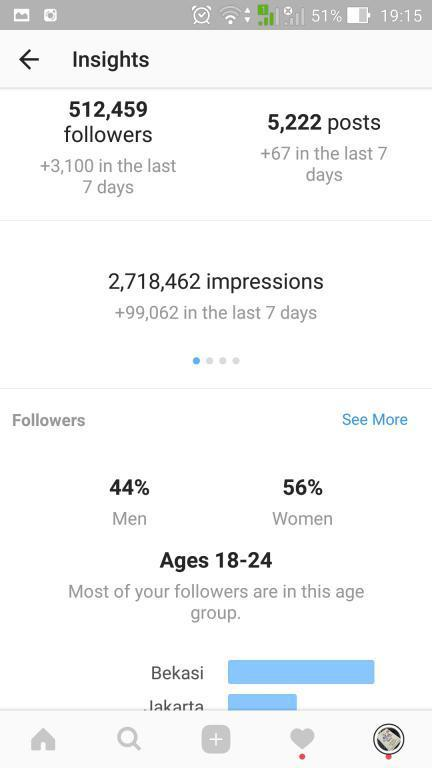 51% 19:15
Insights
512,459
followers
+3,100 in the last
7 days
5,222 posts
+67 in the last 7
days
2,718,462 impressions
+99,062 in the last 7 days
Followers See More
44% 56%
Men Women
Ages 18-24
Most of your followers are in this age
group.
Bekasi
Jakarta